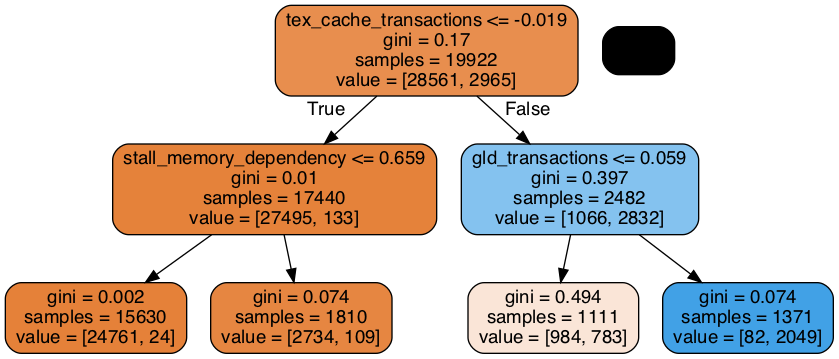 tex_cache_transactions <= -0.019
gini = 0.17
samples = 19922
value = [28561, 2965]
True
False
stall_memory_dependency <= 0.659
gini = 0.01
samples = 17440
value = [27495, 133]
gld_transactions <= 0.059
gini = 0.397
samples = 2482
value = [1066, 2832]
gini = 0.002
samples = 15630
value = [24761, 24]
gini = 0.074
samples = 1810
value = [2734, 109]
gini = 0.494
samples = 1111
value = [984, 783]
gini = 0.074
samples = 1371
value = [82, 2049]